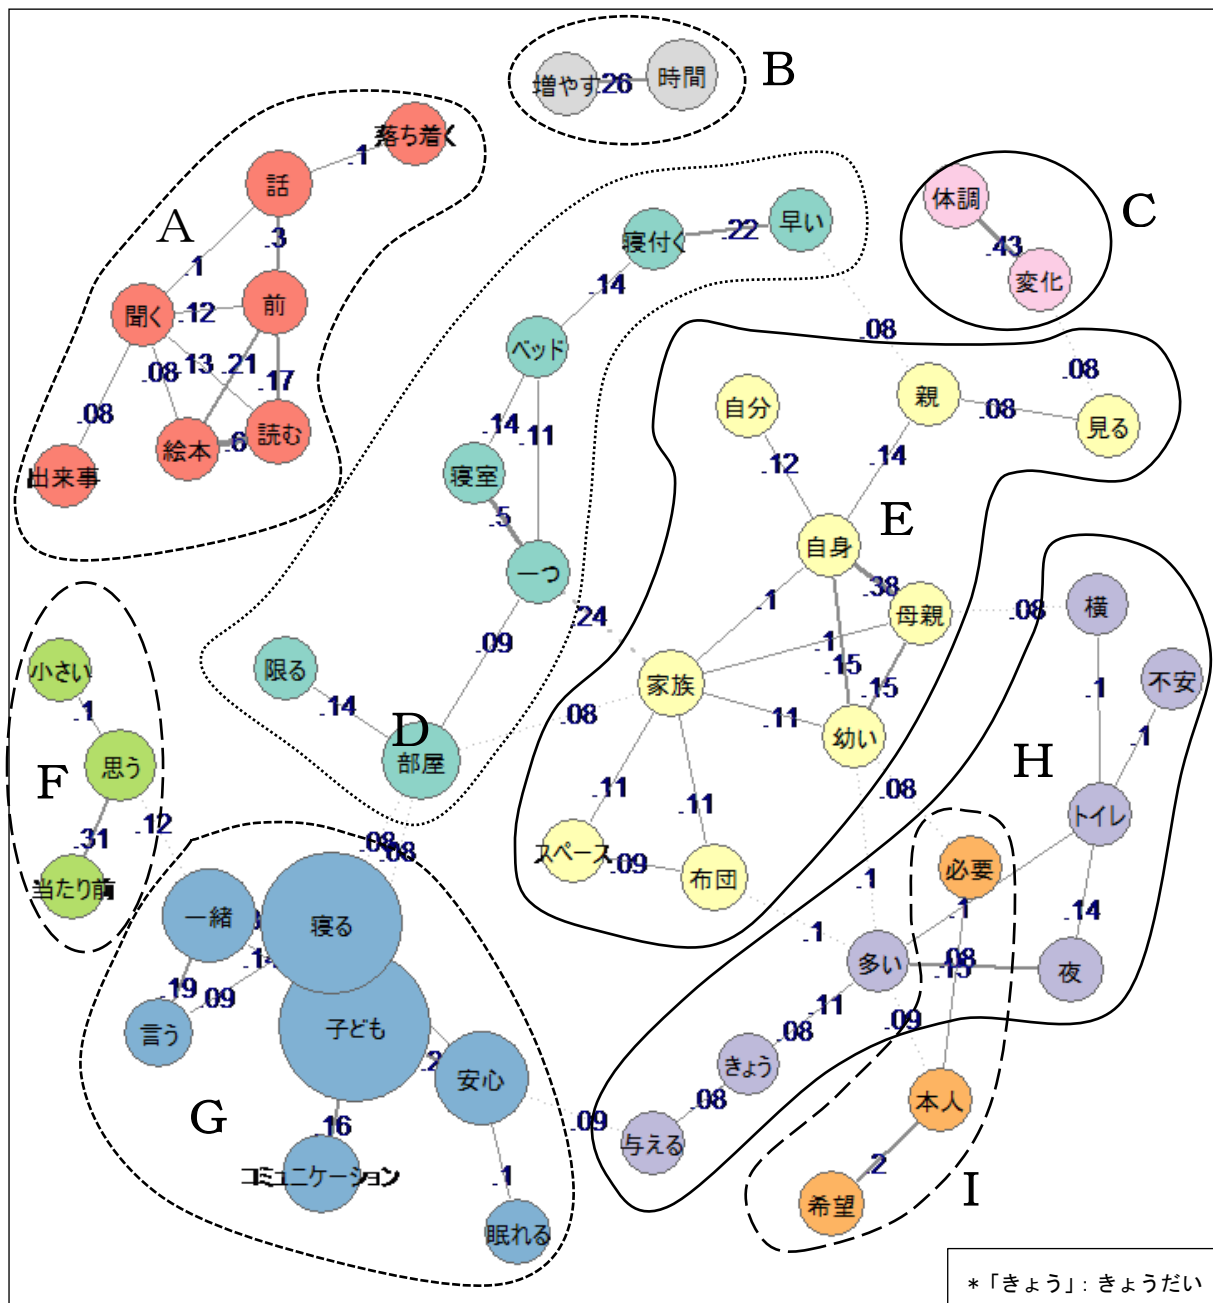 B
増やす
.26
時間
落ち着く
.1
話
A
.3
.1
聞く
.12
前
.08
.13
.21
.17
.08
絵本
.6
読む
出来事
寝付く
.22
早い
.14
ベッド
.14
.11
寝室
.5
一つ
.24
.09
限る
.14
D
部屋
.08
.08
.08
体調
C
.43
変化
.08
.08
自分
親
.08
見る
.12
.14
E
自身
.38
母親
.08
.1
.1
.15
.15
家族
.11
幼い
.11
.11
スペース
.09
布団
.08
.1
.1
横
.1
不安
.1
H
トイレ
.14
.1
多い
.15
夜
.11
.08
きょう
.08
与える
.09
必要
.08
.09
本人
.2
希望
I
小さい
.1
F
思う
.12
.31
当たり前
一緒
寝る
.14
.19
.09
言う
子ども
安心
G
.16
コミュニケーション
.1
眠れる
*「きょう」: きょうだい